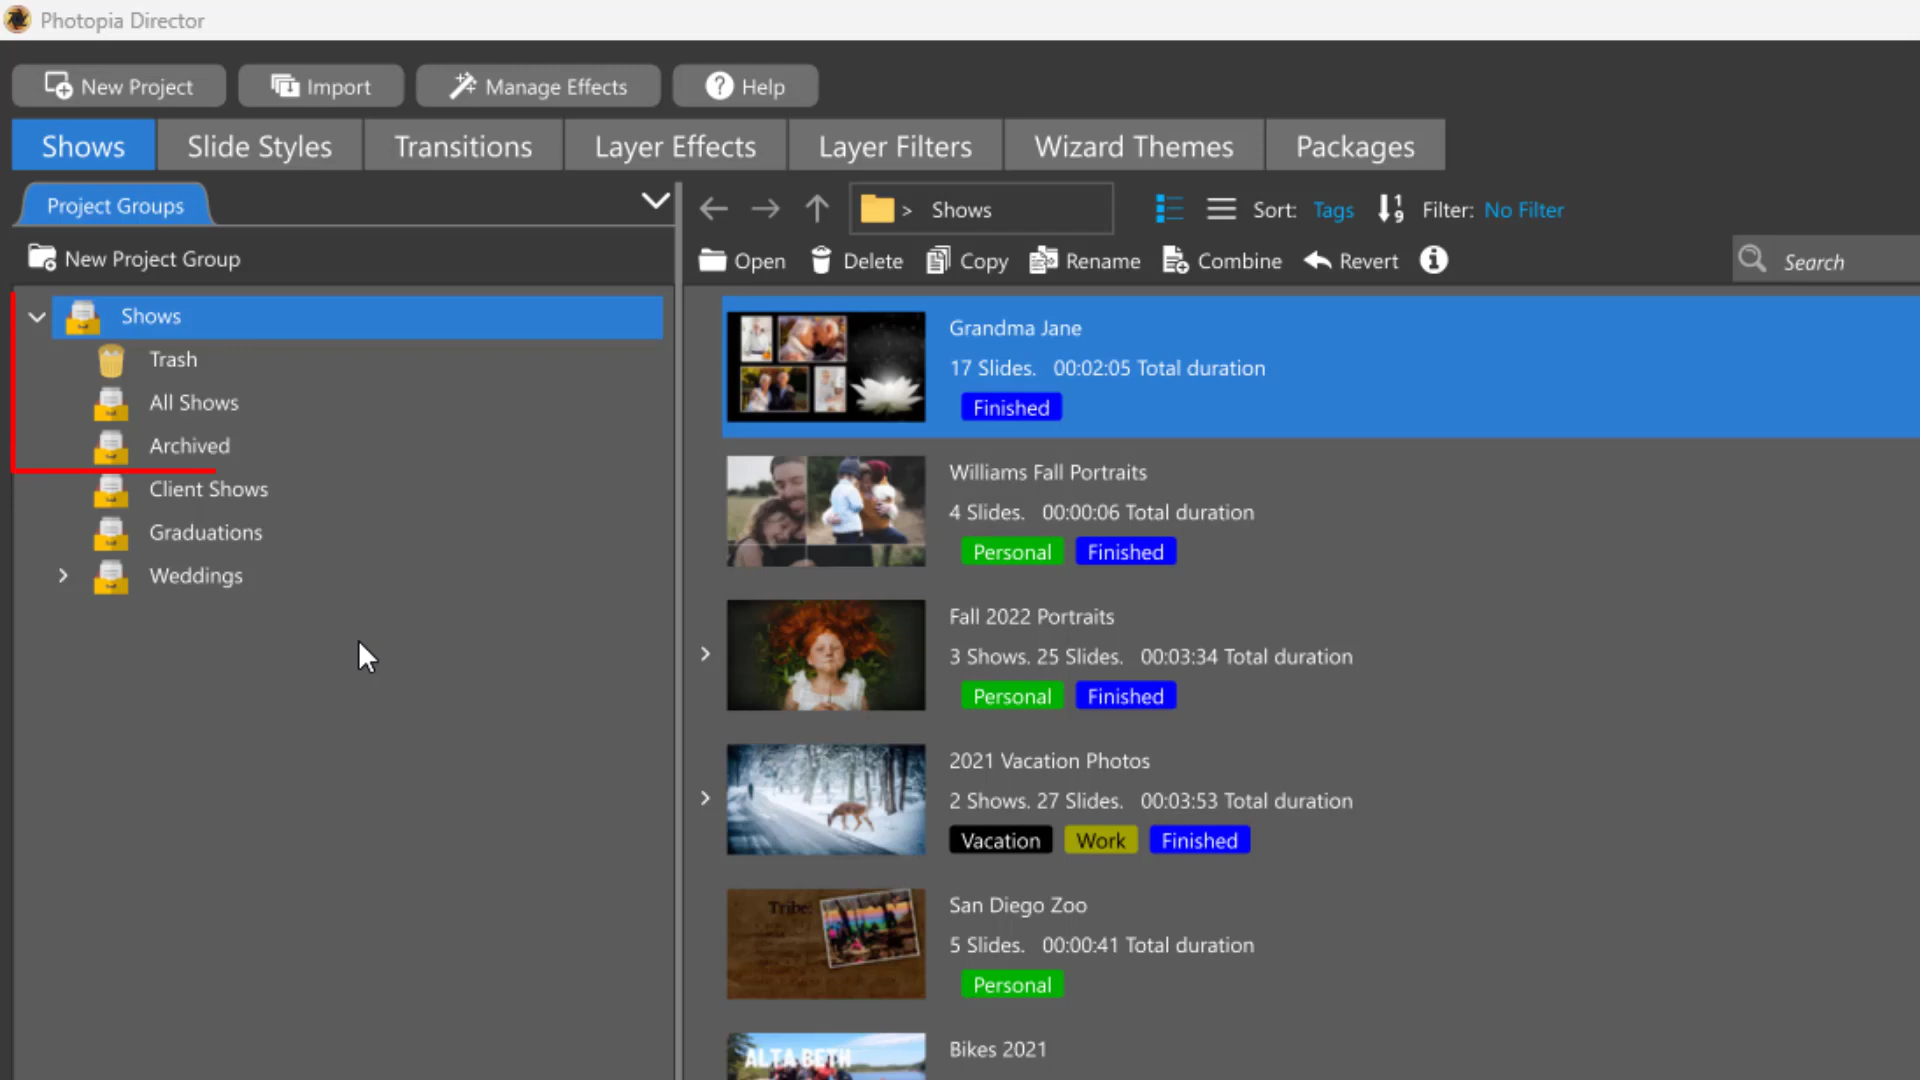 Photopia Director
New Project
Import
Manage Effects
? Help
Shows
Slide Styles
Transitions
Layer Effects
Layer Filters
Wizard Themes
Packages
Project Groups
> Shows
Sort: Tags
Filter: No Filter
New Project Group
Open
Delete
Copy
Rename
Combine
Revert
Search
Shows
Trash
All Shows
Archived
Client Shows
Graduations
Weddings
Grandma Jane
17 Slides. 00:02:05 Total duration
Finished
Williams Fall Portraits
4 Slides. 00:00:06 Total duration
Personal Finished
Fall 2022 Portraits
3 Shows. 25 Slides. 00:03:34 Total duration
Personal Finished
2021 Vacation Photos
2 Shows. 27 Slides. 00:03:53 Total duration
Vacation Work Finished
Tribe:
San Diego Zoo
5 Slides. 00:00:41 Total duration
Personal
ALTA BETH
Bikes 2021